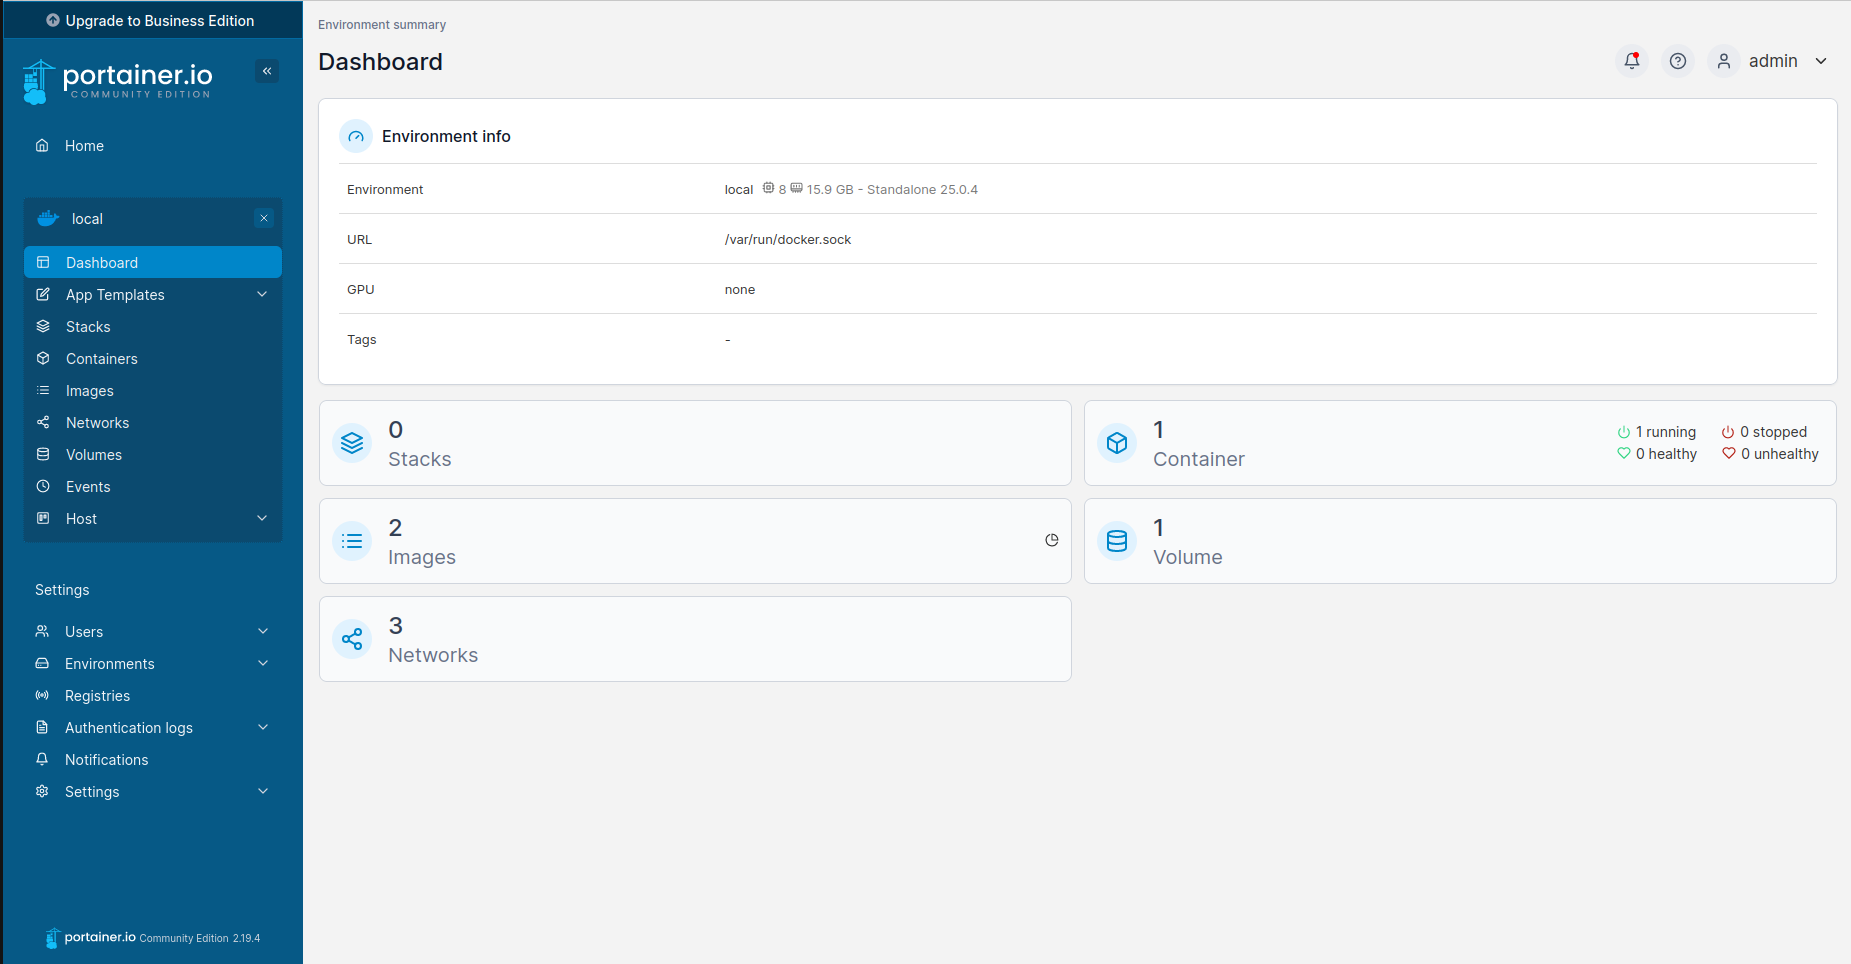 Upgrade to Business Edition
portainer.io
COMMUNITY EDITION
Home
local
Dashboard
App Templates
Stacks
Containers
Images
Networks
Volumes
Events
Host
Settings
Users
Environments
Registries
Authentication logs
Notifications
Settings
portainer.io Community Edition 2.19.4
Environment summary
Dashboard
admin
Environment info
Environment local 8 15.9 GB - Standalone 25.0.4
URL /var/run/docker.sock
GPU none
Tags -
0
Stacks
1
Container
1 running 0 stopped
0 healthy 0 unhealthy
2
Images
1
Volume
3
Networks